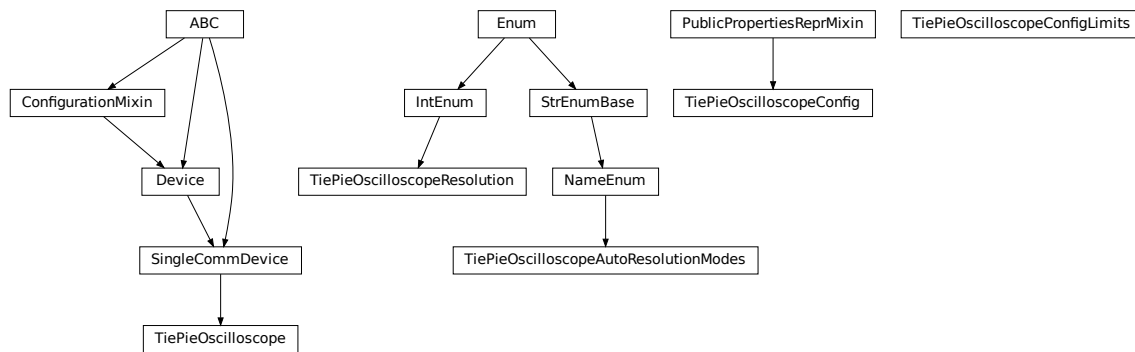 ABC
Enum
PublicPropertiesReprMixin
TiePieOscilloscopeConfigLimits
ConfigurationMixin
IntEnum
StrEnumBase
TiePieOscilloscopeConfig
Device
TiePieOscilloscopeResolution
NameEnum
SingleCommDevice
TiePieOscilloscopeAutoResolutionModes
TiePieOscilloscope